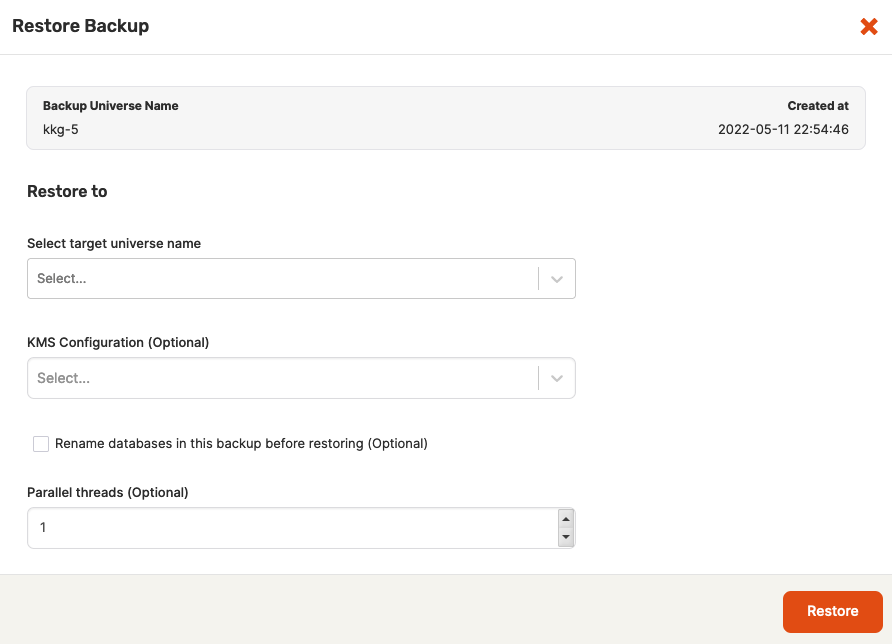 Restore Backup
Backup Universe Name
Created at
kkg-5
2022-05-11 22:54:46
Restore to
Select target universe name
Select...
KMS Configuration (Optional)
Select...
Rename databases in this backup before restoring (Optional)
Parallel threads (Optional)
1
Restore